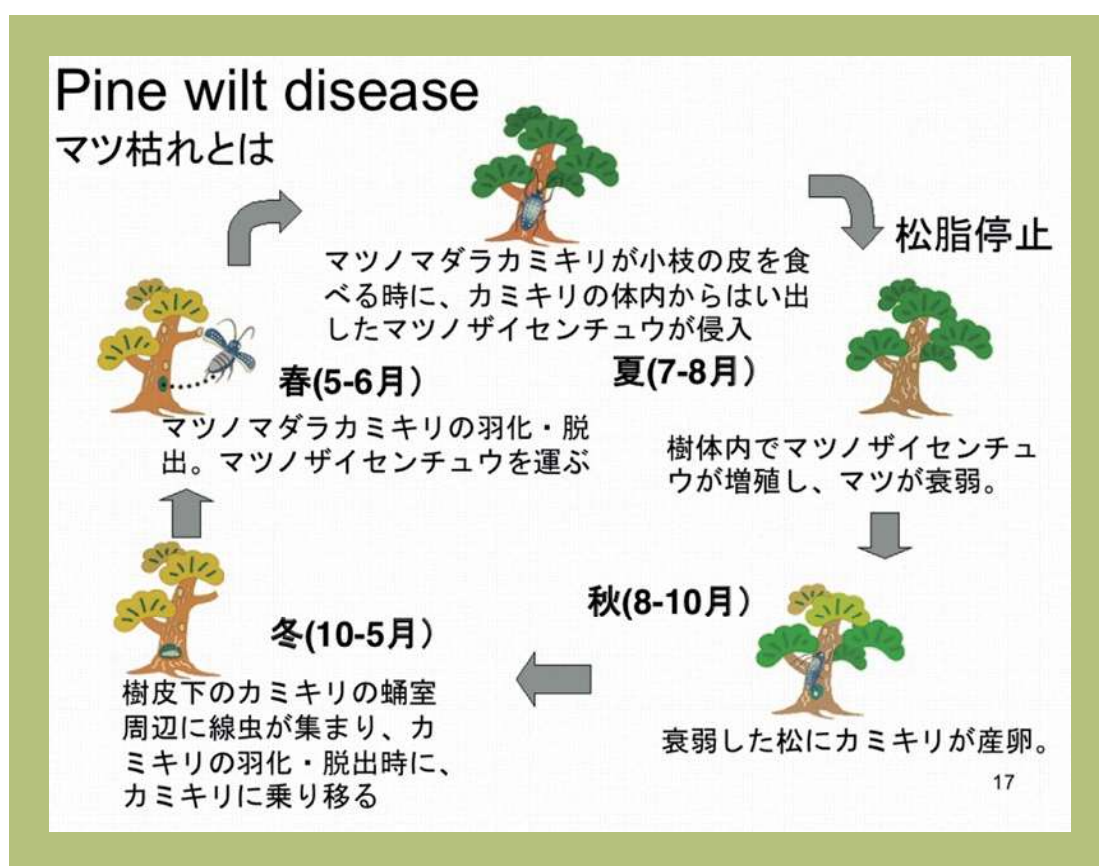 Pine wilt disease
マツ枯れとは
マツノマダラカミキリが小枝の皮を食
べる時に、カミキリの体内からはい出
したマツノザイセンチュウが侵入
夏(7-8月）
松脂停止
樹体内でマツノザイセンチュ
ウが増殖し、マツが衰弱。
秋(8-10月）
衰弱した松にカミキリが産卵。
冬(10-5月）
樹皮下のカミキリの蛹室
周辺に線虫が集まり、カ
ミキリの羽化・脱出時に、
カミキリに乗り移る
春(5-6月）
マツノマダラカミキリの羽化・脱
出。マツノザイセンチュウを運ぶ
17